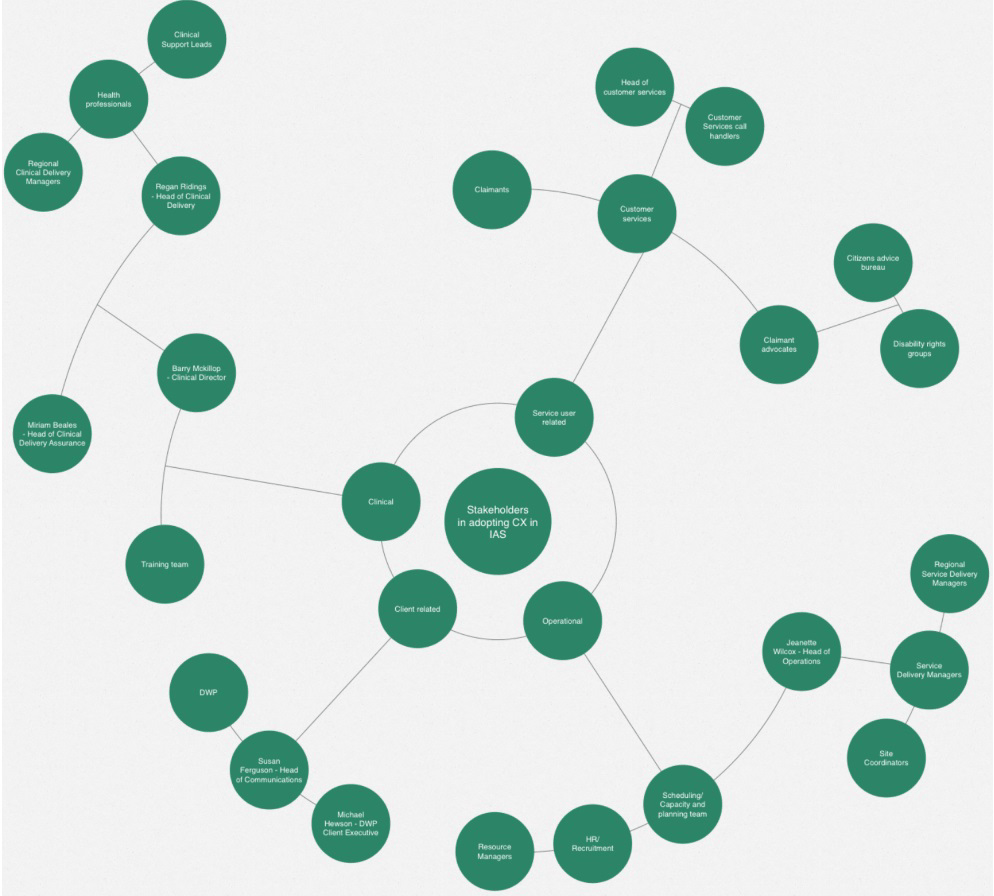 Clinical
Support Leads
Health
professionals
Regional
Clinical Delivery
Managers
Regan Ridings
- Head of Clinical
Delivery
Barry Mckillop
- Clinical Director
Miriam Beales
- Head of Clinical
Delivery Assurance
Training team
Clinical
Head of
customer services
Customer
Services call
handlers
Claimants
Customer
services
Citizens advice
bureau
Claimant
advocates
Disability rights
groups
Service user
related
Stakeholders
in adopting CX in
IAS
Client related
Operational
DWP
Susan
Ferguson - Head
of Communications
Michael
Hewson - DWP
Client Executive
Regional
Service Delivery
Managers
Jeanette
Wilcox - Head of
Operations
Service
Delivery Managers
Site
Coordinators
Scheduling/
Capacity and
planning team
HR/
Recruitment
Resource
Managers